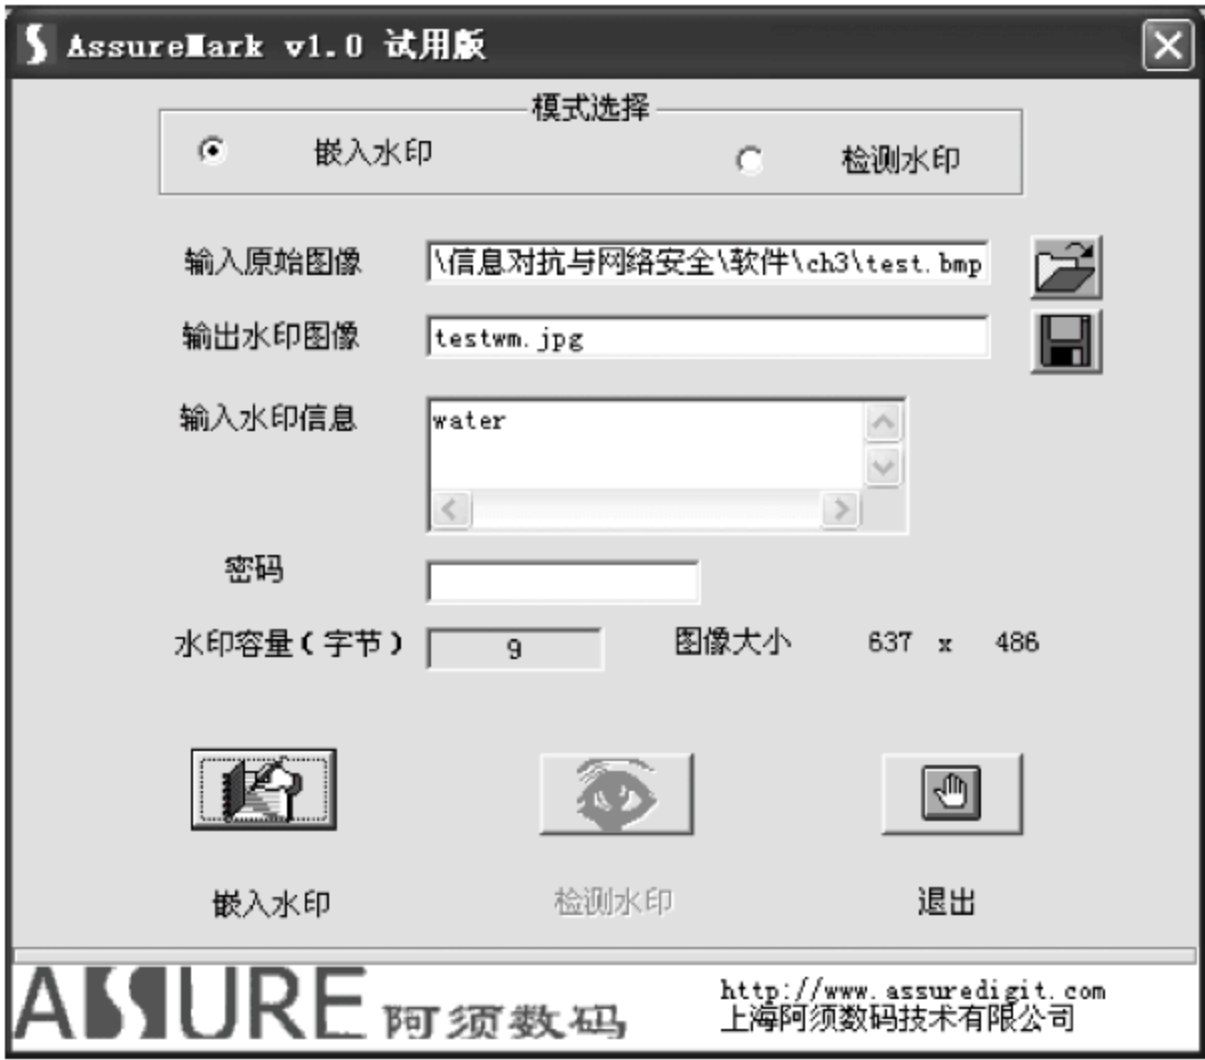 AssureMark v1.0 试用版
模式选择
嵌入水印 检测水印
输入原始图像 \信息对抗与网络安全\软件\ch3\test.bmp
输出水印图像 testwm.jpg
输入水印信息 water
密码
水印容量(字节) 9 图像大小 637 x 486
嵌入水印 检测水印 退出
ASSURE 阿须数码
http://www.assuredigit.com
上海阿须数码技术有限公司